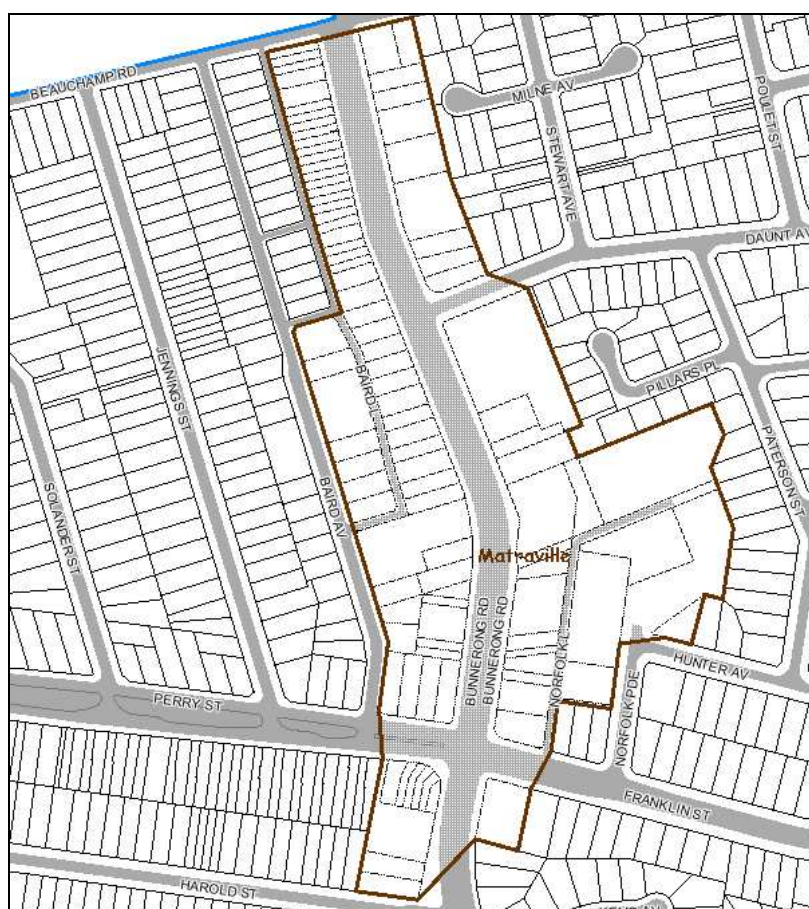 BEAUCHAMP RD
MILNE AV
POULET ST
STEWART AVE
DAUNT AV
JENNINGS ST
BAIRD L
PILLARS PL
PATERSON ST
SOLANDER ST
BAIRD AV
Matraville
BUNNERONG RD
BUNNERONG RD
NORFOLK L
HUNTER AV
NORFOLK PDE
PERRY ST
FRANKLIN ST
HAROLD ST